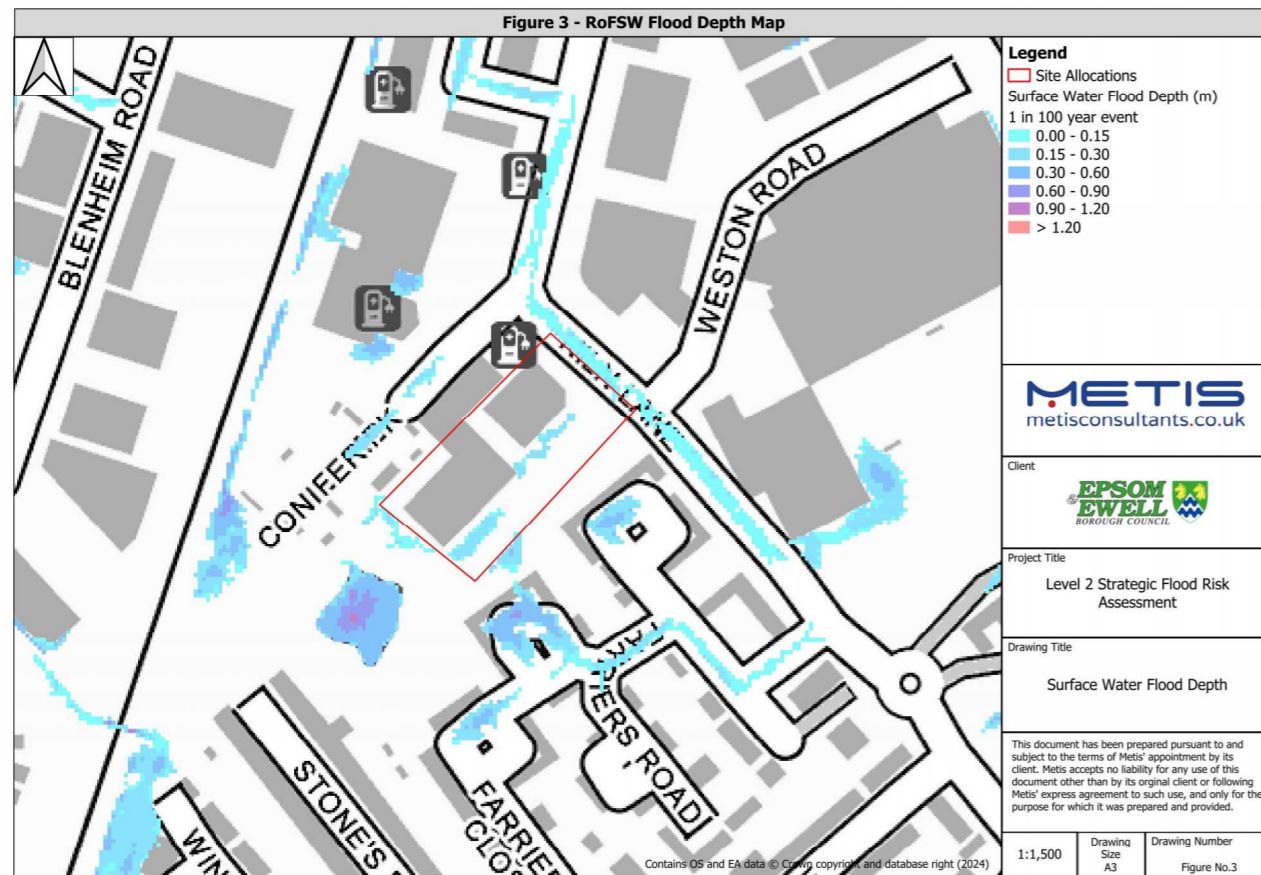 Figure 3 - RoFSW Flood Depth Map
BLENHEIM ROAD
WESTON ROAD
STONE'S
FARRIE
CLOS
ERS ROAD
WIN
Contains OS and EA data © Crown copyright and database right (2024)
Legend
Site Allocations
Surface Water Flood Depth (m)
1 in 100 year event
0.00 - 0.15
0.15 - 0.30
0.30 - 0.60
0.60 - 0.90
0.90 - 1.20
> 1.20
METIS
metisconsultants.co.uk
Client
EPSOM
& EWELL
BOROUGH COUNCIL
Project Title
Level 2 Strategic Flood Risk
Assessment
Drawing Title
Surface Water Flood Depth
This document has been prepared pursuant to and
subject to the terms of Metis' appointment by its
client. Metis accepts no liability for any use of this
document other than by its orginal client or following
Metis' express agreement to such use, and only for the
purpose for which it was prepared and provided.
1:1,500
Drawing
Size
A3
Drawing Number
Figure No.3